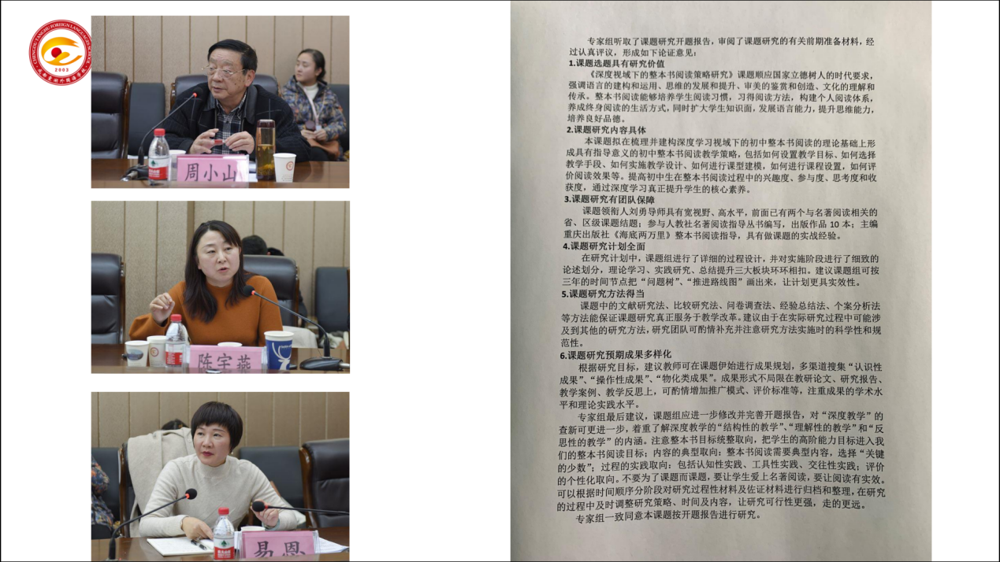 CHENGDU TANGHU FOREIGN LANGUAGES SCHOOL
2003
成都棠湖外国语学校
周小山
陈宇燕
易恩
专家组听取了课题研究开题报告，审阅了课题研究的有关前期准备材料，经
过认真评议，形成如下论证意见：
1.课题选题具有研究价值
《深度视域下的整本书阅读策略研究》课题顺应国家立德树人的时代要求，
强调语言的建构和运用、思维的发展和提升、审美的鉴赏和创造、文化的理解和
传承。整本书阅读能够培养学生阅读习惯，习得阅读方法，构建个人阅读体系，
养成终身阅读的生活方式，同时扩大学生知识面，发展语言能力，提升思维能力，
培养良好品德。
2.课题研究内容具体
本课题拟在梳理并建构深度学习视域下的初中整本书阅读的理论基础上形
成具有指导意义的初中整本书阅读教学策略，包括如何设置教学目标、如何选择
教学手段、如何实施教学设计、如何进行课型建模，如何进行课程设置，如何评
价阅读效果等。提高初中生在整本书阅读过程中的兴趣度、参与度、思考度和收
获度，通过深度学习真正提升学生的核心素养。
3.课题研究有团队保障
课题领衔人刘勇导师具有宽视野、高水平，前面已有两个与名著阅读相关的
省、区级课题结题；参与人教社名著阅读指导丛书编写，出版作品 10 本；主编
重庆出版社《海底两万里》整本书阅读指导，具有做课题的实战经验。
4.课题研究计划全面
在研究计划中，课题组进行了详细的过程设计，并对实施阶段进行了细致的
论述划分，理论学习、实践研究、总结提升三大板块环环相扣。建议课题组可按
三年的时间节点把“问题树”、“推进路线图”画出来，让计划更具实效性。
5.课题研究方法得当
课题中的文献研究法、比较研究法、问卷调查法、经验总结法、个案分析法
等方法能保证课题研究真正服务于教学改革。建议由于在实际研究过程中可能涉
及到其他的研究方法，研究团队可酌情补充并注意研究方法实施时的科学性和规
范性。
6.课题研究预期成果多样化
根据研究目标，建议教师可在课题伊始进行成果规划，多渠道搜集“认识性
成果”、“操作性成果”、“物化类成果”。成果形式不局限在教研论文、研究报告、
教学案例、教学反思上，可酌情增加推广模式、评价标准等，注重成果的学术水
平和理论实践水平。
专家组最后建议，课题组应进一步修改并完善开题报告，对“深度教学”的
查新可更进一步，着重了解深度教学的“结构性的教学”、“理解性的教学”和“反
思性的教学”的内涵。注意整本书目标统整取向，把学生的高阶能力目标进入我
们的整本书阅读目标；内容的典型取向：整本书阅读需要典型内容，选择“关键
的少数”；过程的实践取向：包括认知性实践、工具性实践、交往性实践；评价
的个性化取向。不要为了课题而课题，要让学生爱上名著阅读，要让阅读有实效。
可以根据时间顺序分阶段对研究过程性材料及佐证材料进行归档和整理，在研究
的过程中及时调整研究策略、时间及内容，让研究可行性更强，走的更远。
专家组一致同意本课题按开题报告进行研究。